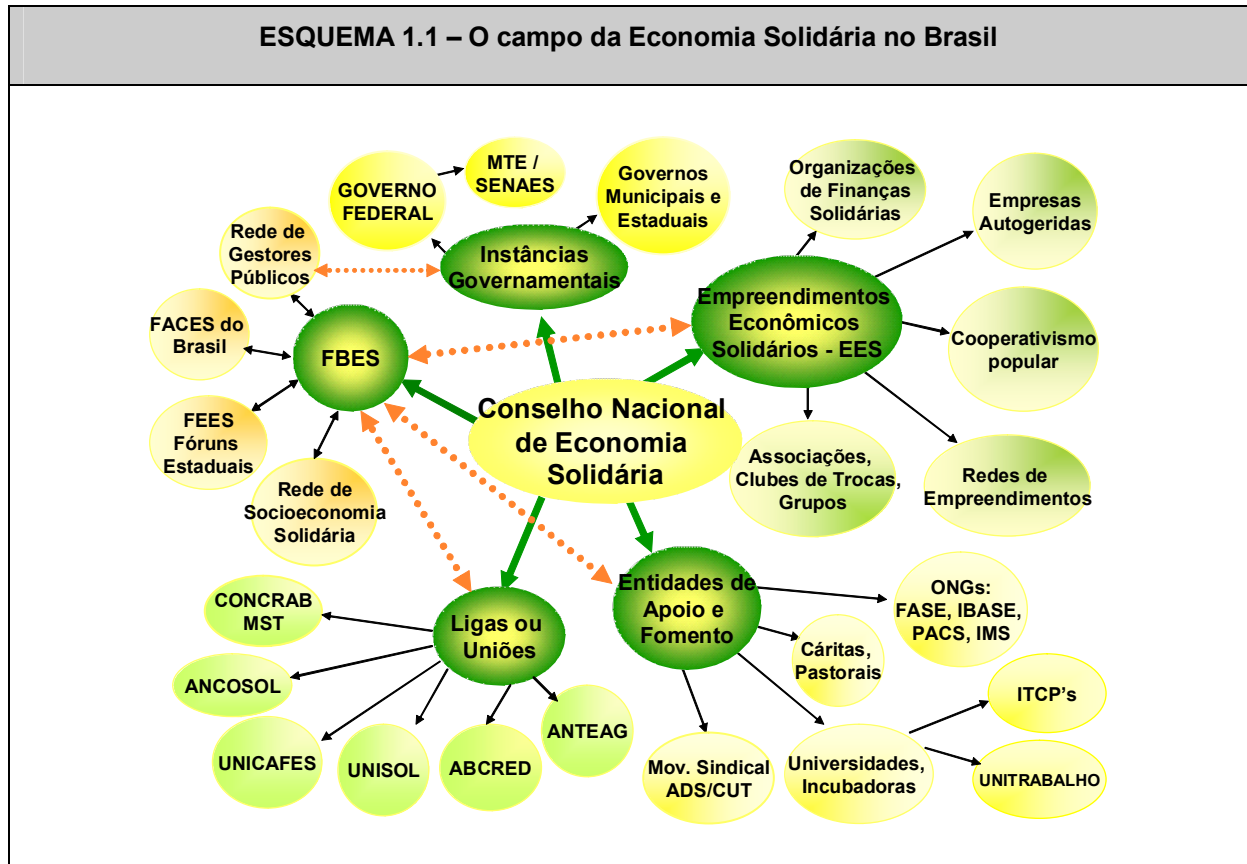 ESQUEMA 1.1 – O campo da Economia Solidária no Brasil
GOVERNO
FEDERAL
MTE /
SENAES
Governos
Municipais e
Estaduais
Organizações
de Finanças
Solidárias
Empresas
Autogeridas
Rede de
Gestores
Públicos
Instâncias
Governamentais
Empreendimentos
Econômicos
Solidários - EES
FACES do
Brasil
FBES
Cooperativismo
popular
FEES
Fóruns
Estaduais
Conselho Nacional
de Economia
Solidária
Rede de
Socioeconomia
Solidária
Associações,
Clubes de Trocas,
Grupos
Redes de
Empreendimentos
CONCRAB
MST
Ligas ou
Uniões
Entidades de
Apoio e
Fomento
ONGs:
FASE, IBASE,
PACS, IMS
Cáritas,
Pastorais
ANCOSOL
UNICAFES
UNISOL
ABCRED
ANTEAG
Mov. Sindical
ADS/CUT
Universidades,
Incubadoras
ITCP's
UNITRABALHO